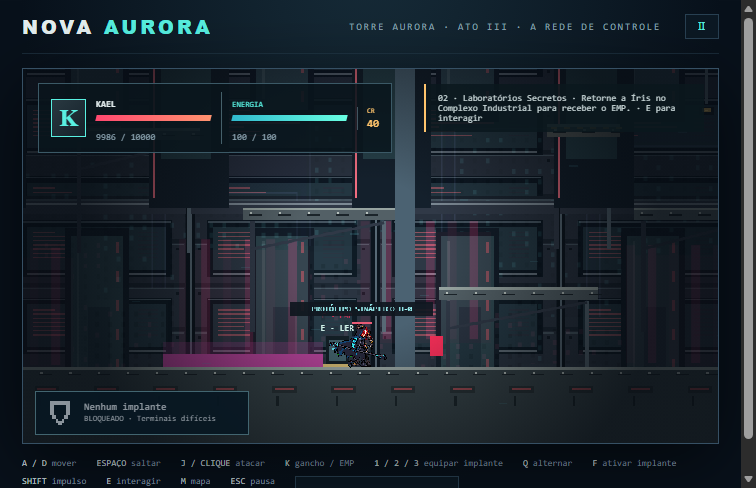 NOVA AURORA
TORRE AURORA · ATO III · A REDE DE CONTROLE
II
K
KAEL
9986 / 10000
ENERGIA
100 / 100
CR
40
02 · Laboratórios Secretos · Retorne a Íris no
Complexo Industrial para receber o EMP. · E para
interagir
E - LER
Nenhum implante
BLOQUEADO · Terminais difíceis
A / D mover ESPAÇO saltar J / CLIQUE atacar K gancho / EMP 1 / 2 / 3 equipar implante Q alternar F ativar implante
SHIFT impulso E interagir M mapa ESC pausa